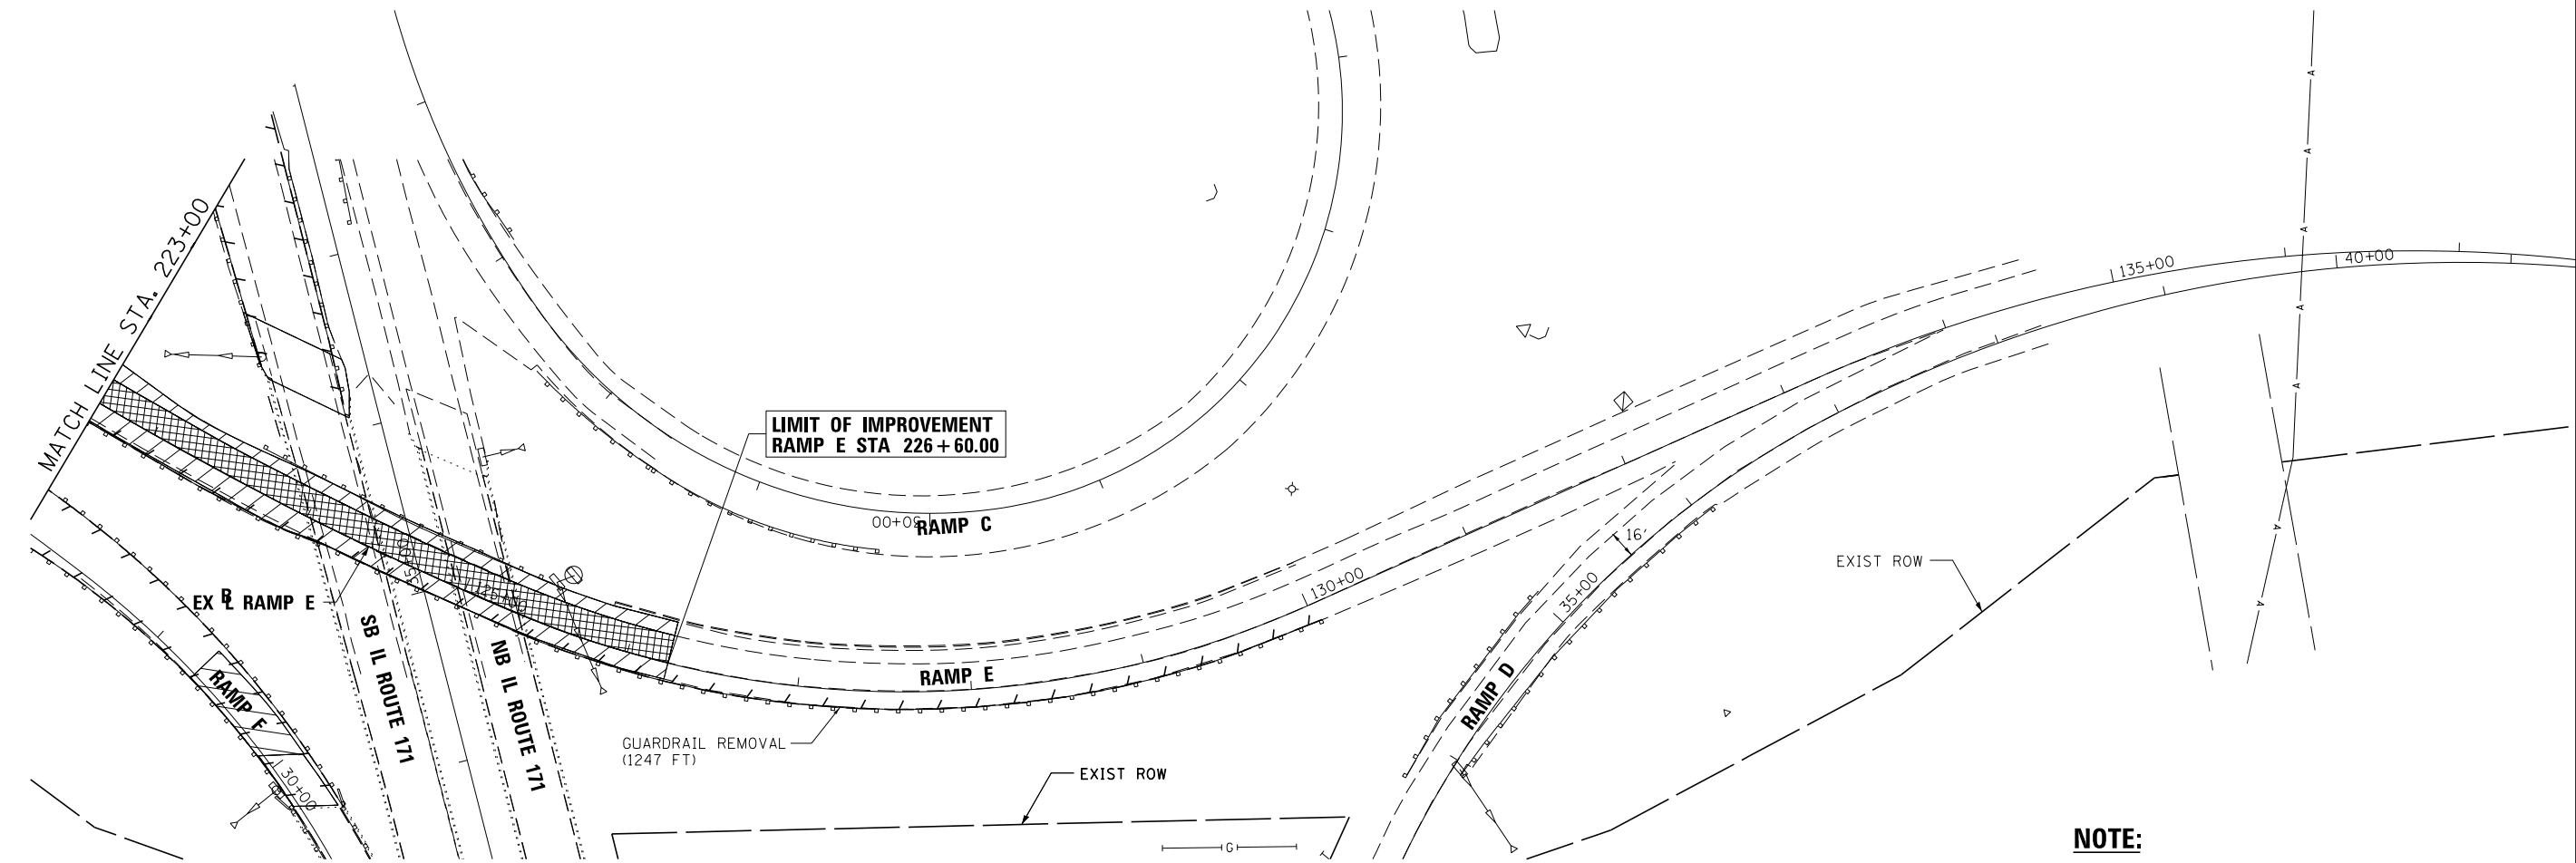 MATCH LINE STA. 223+00
LIMIT OF IMPROVEMENT
RAMP E STA 226+60.00
135+00
40+00
A
A
A
A
A
A
A
A
50+00
RAMP C
16'
EXIST ROW
130+00
35+00
EX B L RAMP E
SB IL ROUTE 171
NB IL ROUTE 171
RAMP E
RAMP F
RAMP D
GUARDRAIL REMOVAL
(1247 FT)
EXIST ROW
30+00
G
NOTE: